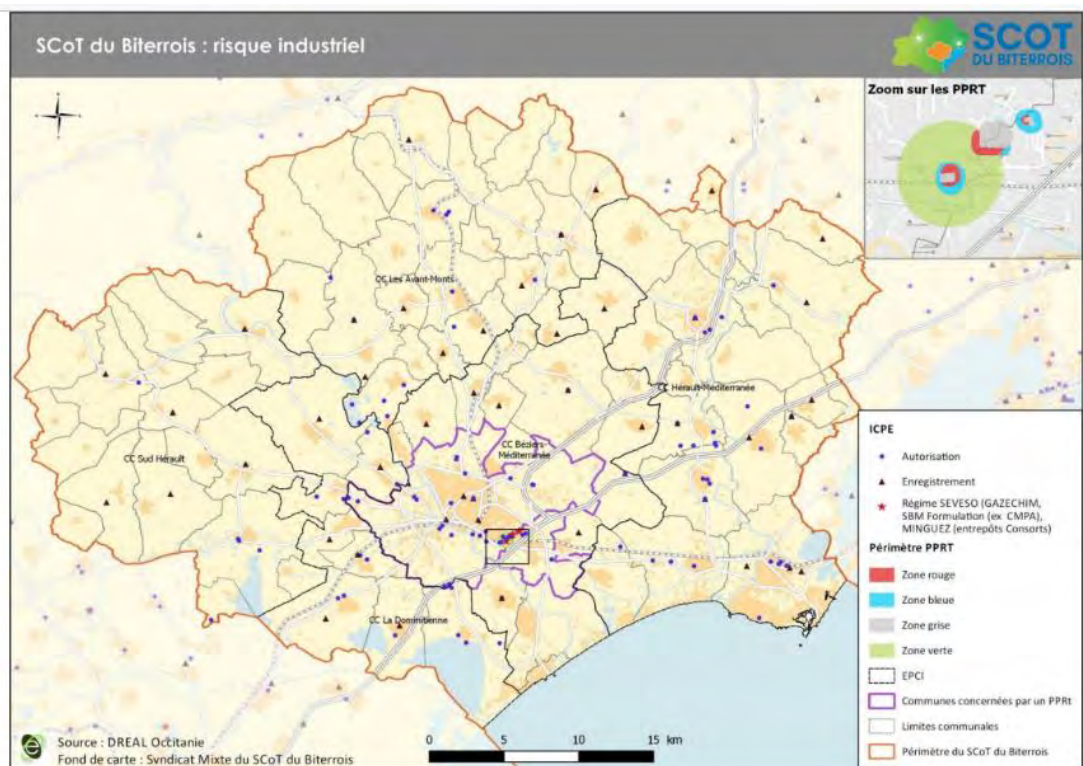 SCoT du Biterrois : risque industriel
SCOT
DU BITERROIS
Zoom sur les PPRT
CC Les Avant-Monts
CC Hérault-Méditerranée
CC Béziers-
Méditerranée
CC Sud Hérault
CC La Domitienne
ICPE
Autorisation
Enregistrement
Régime SEVESO (GAZECHIM,
SBM Formulation (ex CMPA),
MINGUEZ (entrepôts Consorts)
Périmètre PPRT
Zone rouge
Zone bleue
Zone grise
Zone verte
EPCI
Communes concernées par un PPRt
Limites communales
Périmètre du SCoT du Biterrois
0 5 10 15 km
Source : DREAL Occitanie
Fond de carte : Syndicat Mixte du SCoT du Biterrois